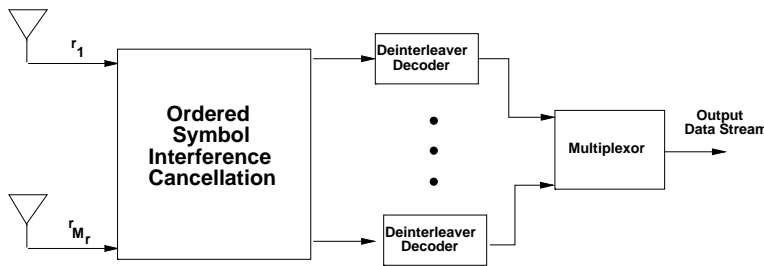 r1
Ordered
Symbol
Interference
Cancellation
rMr
Deinterleaver
Decoder
Deinterleaver
Decoder
Multiplexor
Output
Data Stream